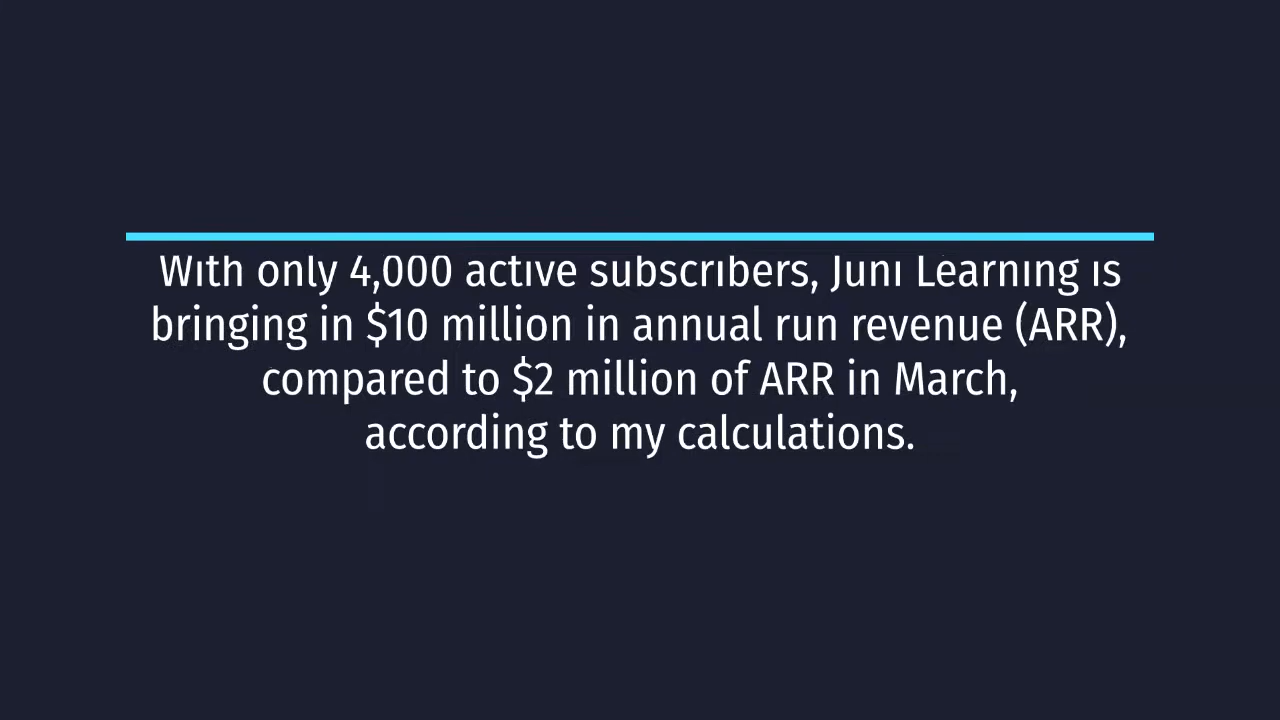 With only 4,000 active subscribers, Juni Learning is
bringing in $10 million in annual run revenue (ARR),
compared to $2 million of ARR in March,
according to my calculations.